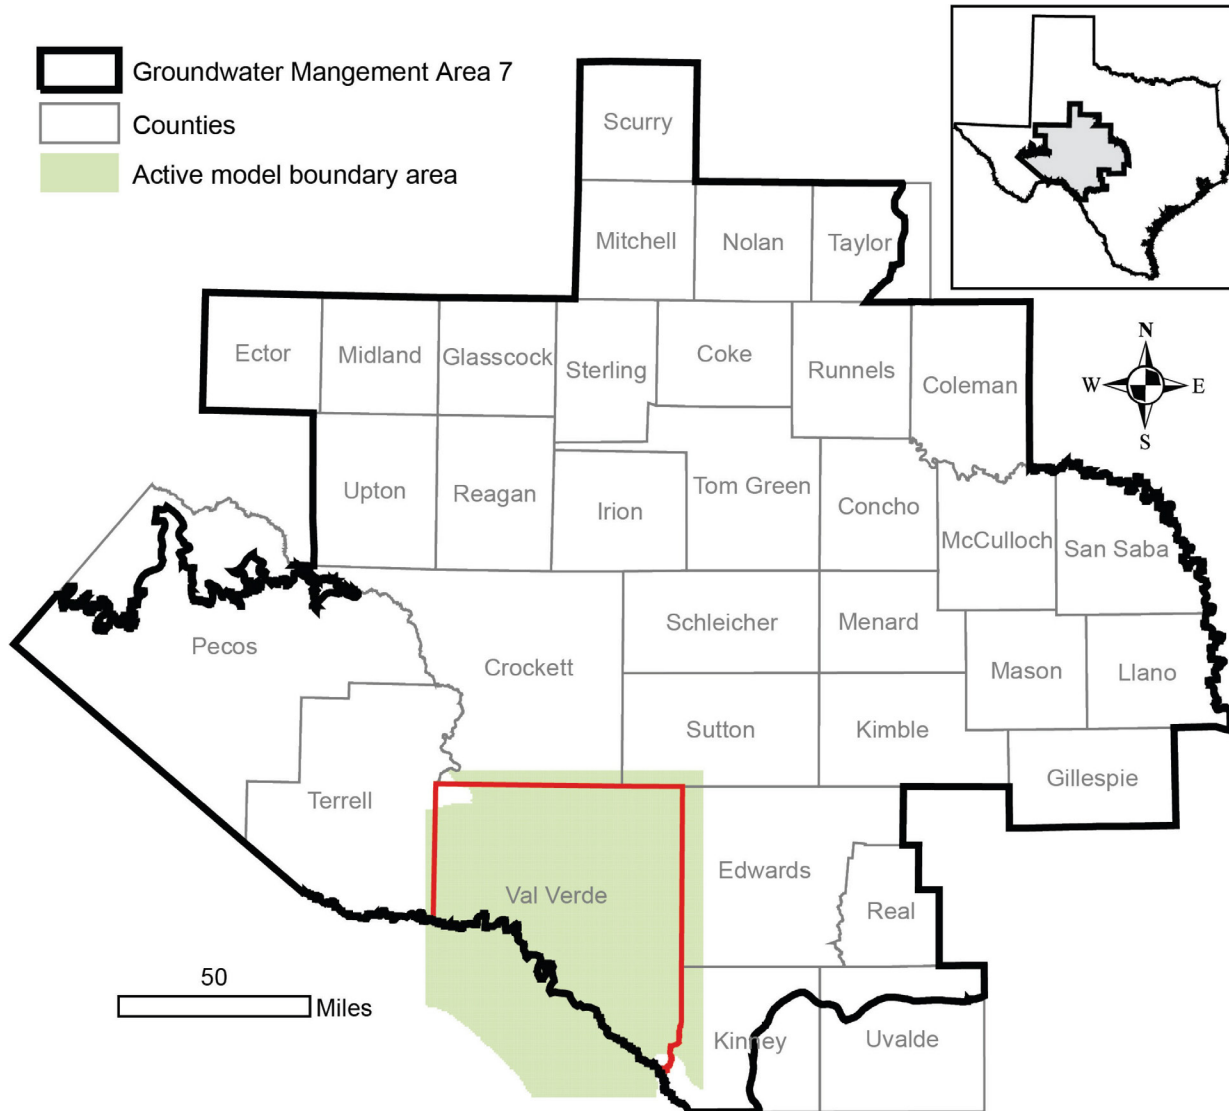 Groundwater Mangement Area 7
Counties
Active model boundary area
Scurry
Mitchell
Nolan
Taylor
Ector
Midland
Glasscock
Sterling
Coke
Runnels
Coleman
N
W
E
S
Upton
Reagan
Irion
Tom Green
Concho
McCulloch
San Saba
Pecos
Crockett
Schleicher
Menard
Mason
Llano
Sutton
Kimble
Gillespie
Terrell
Val Verde
Edwards
Real
50
Miles
Kinney
Uvalde